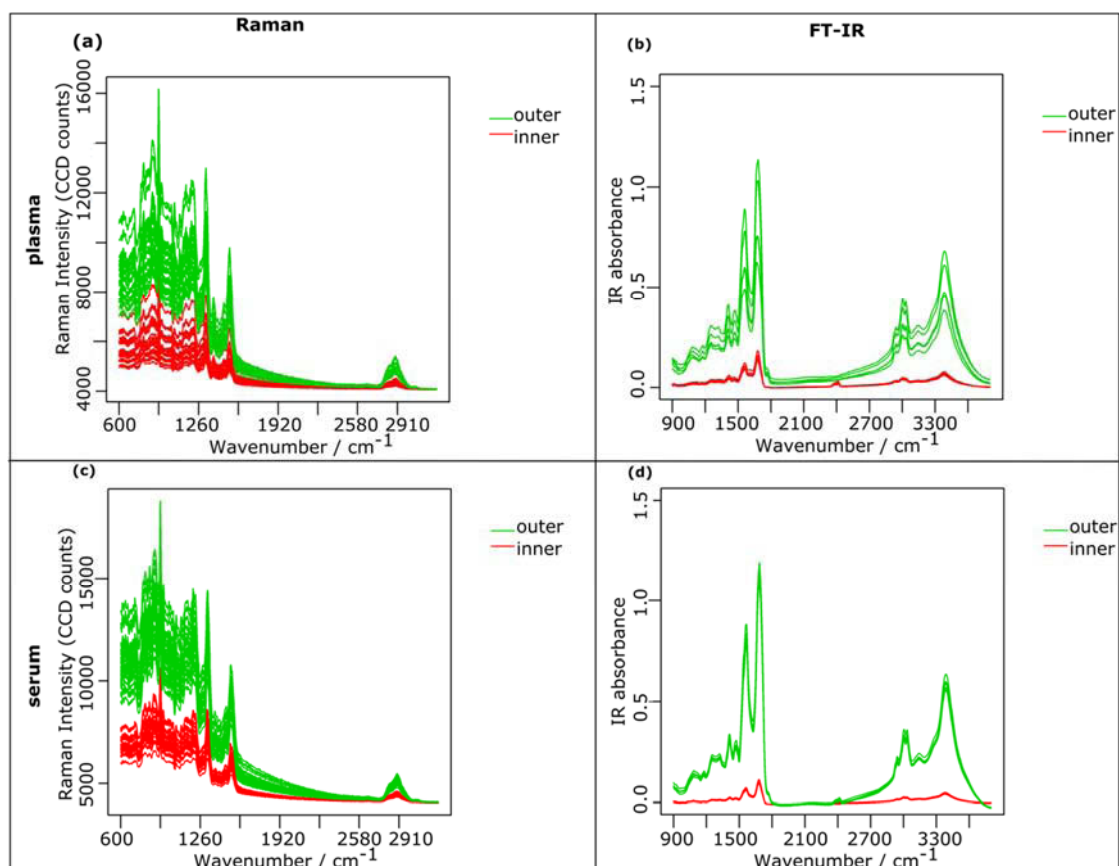 Raman
FT-IR
(a)
16000
12000
8000
4000
Raman Intensity (CCD counts)
plasma
outer
inner
600 1260 1920 2580 2910
Wavenumber / cm-1
(b)
1.5
1.0
0.5
0.0
IR absorbance
outer
inner
900 1500 2100 2700 3300
Wavenumber / cm-1
(c)
15000
10000
5000
Raman Intensity (CCD counts)
serum
outer
inner
600 1260 1920 2580 2910
Wavenumber / cm-1
(d)
1.5
1.0
0.5
0.0
IR absorbance
outer
inner
900 1500 2100 2700 3300
Wavenumber / cm-1